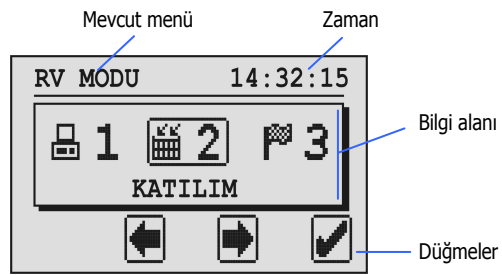 Mevcut menü
Zaman
RV MODU 14:32:15
1 2 3
Bilgi alanı
KATILIM
Düğmeler